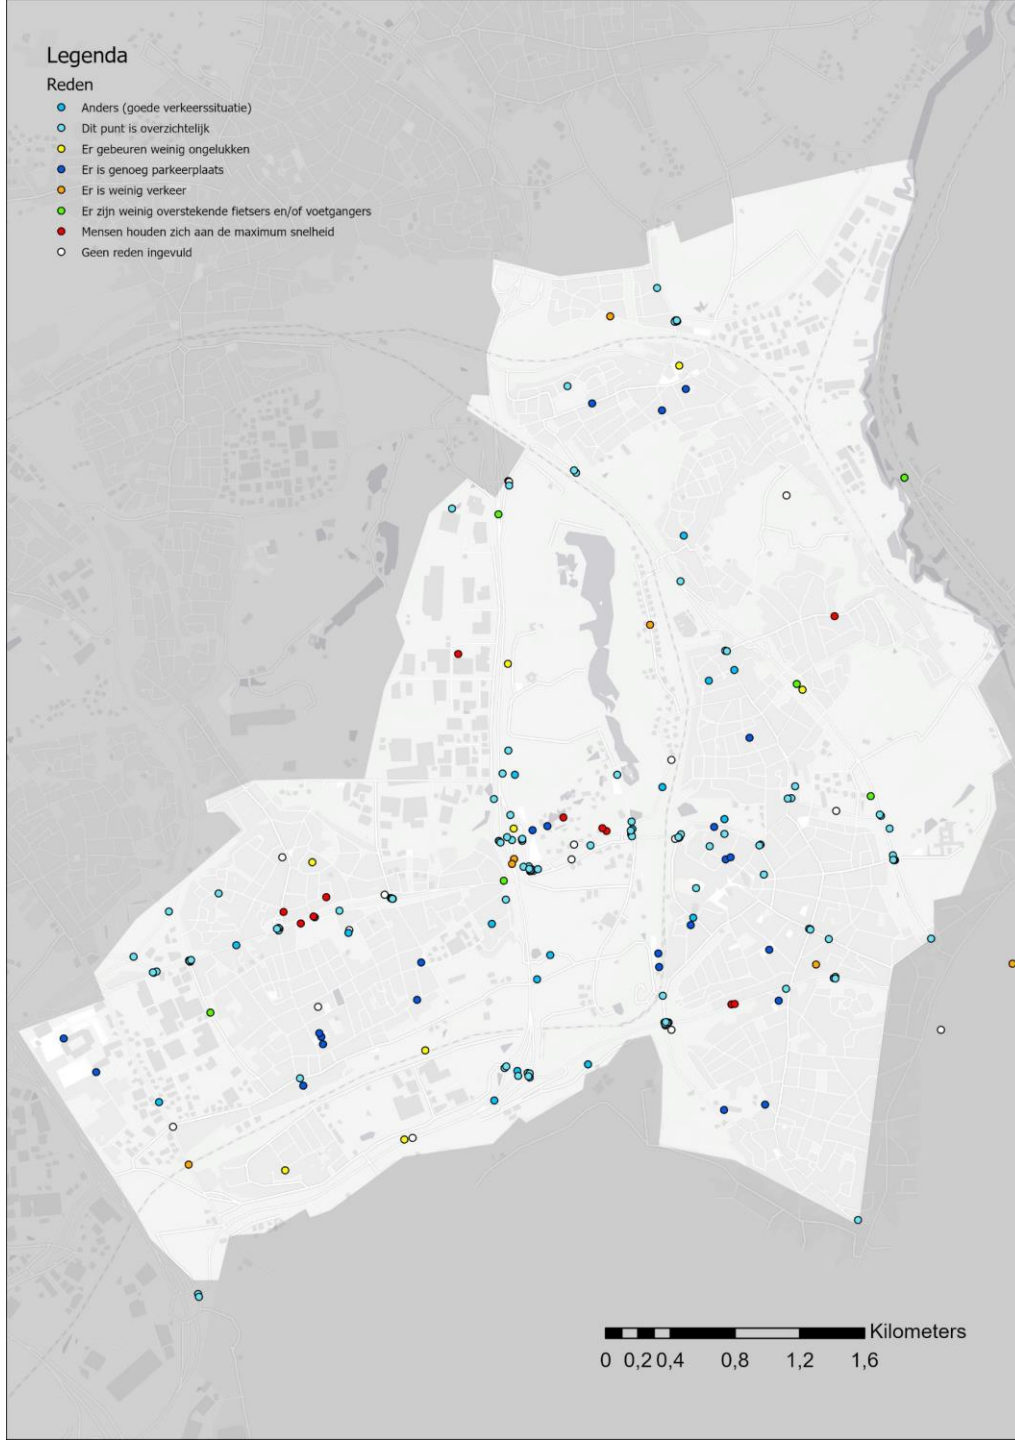 Legenda
Reden
Anders (goede verkeerssituatie)
Dit punt is overzichtelijk
Er gebeuren weinig ongelukken
Er is genoeg parkeerplaats
Er is weinig verkeer
Er zijn weinig overstekende fietsers en/of voetgangers
Mensen houden zich aan de maximum snelheid
Geen reden ingevuld
Kilometers
0 0,2 0,4 0,8 1,2 1,6